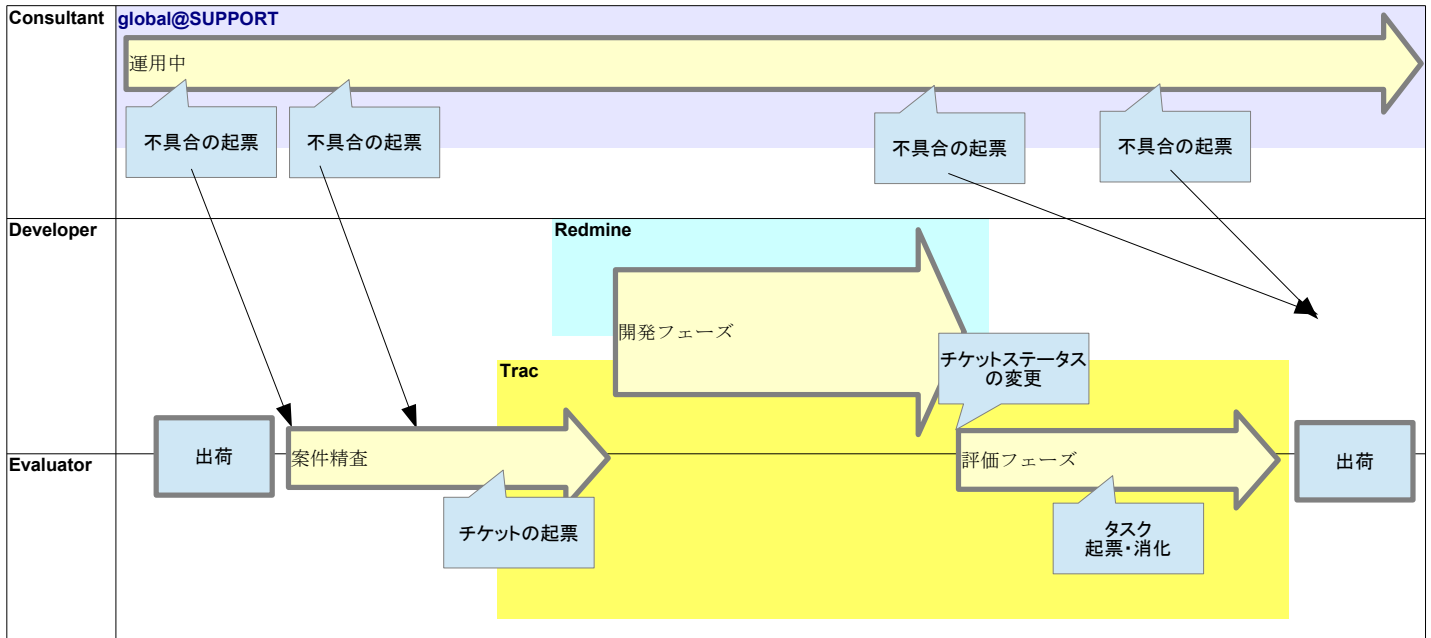 Consultant
global@SUPPORT
運用中
不具合の起票
不具合の起票
不具合の起票
不具合の起票
Developer
Redmine
開発フェーズ
チケットステータス
の変更
Trac
出荷
案件精査
評価フェーズ
出荷
Evaluator
チケットの起票
タスク
起票・消化